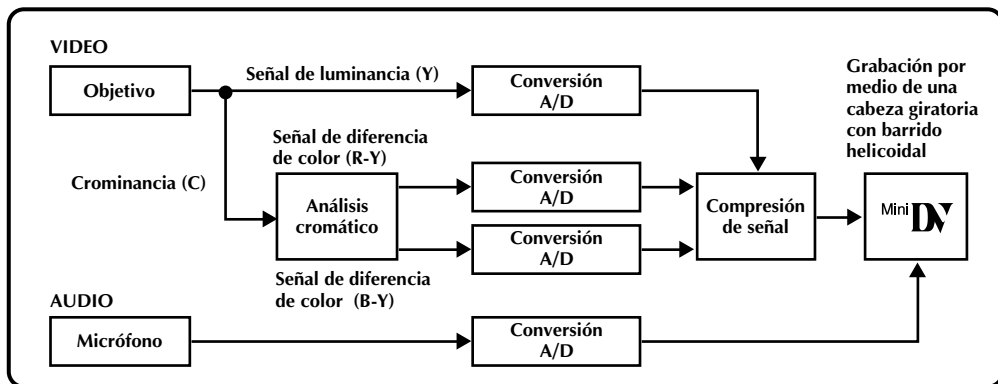 VIDEO
Objetivo
Señal de luminancia (Y)
Conversión
A/D
Grabación por
medio de una
cabeza giratoria
con barrido
helicoidal
Señal de diferencia
de color (R-Y)
Crominancia (C)
Análisis
cromático
Conversión
A/D
Conversión
A/D
Compresión
de señal
Mini DV
Señal de diferencia
de color (B-Y)
AUDIO
Micrófono
Conversión
A/D